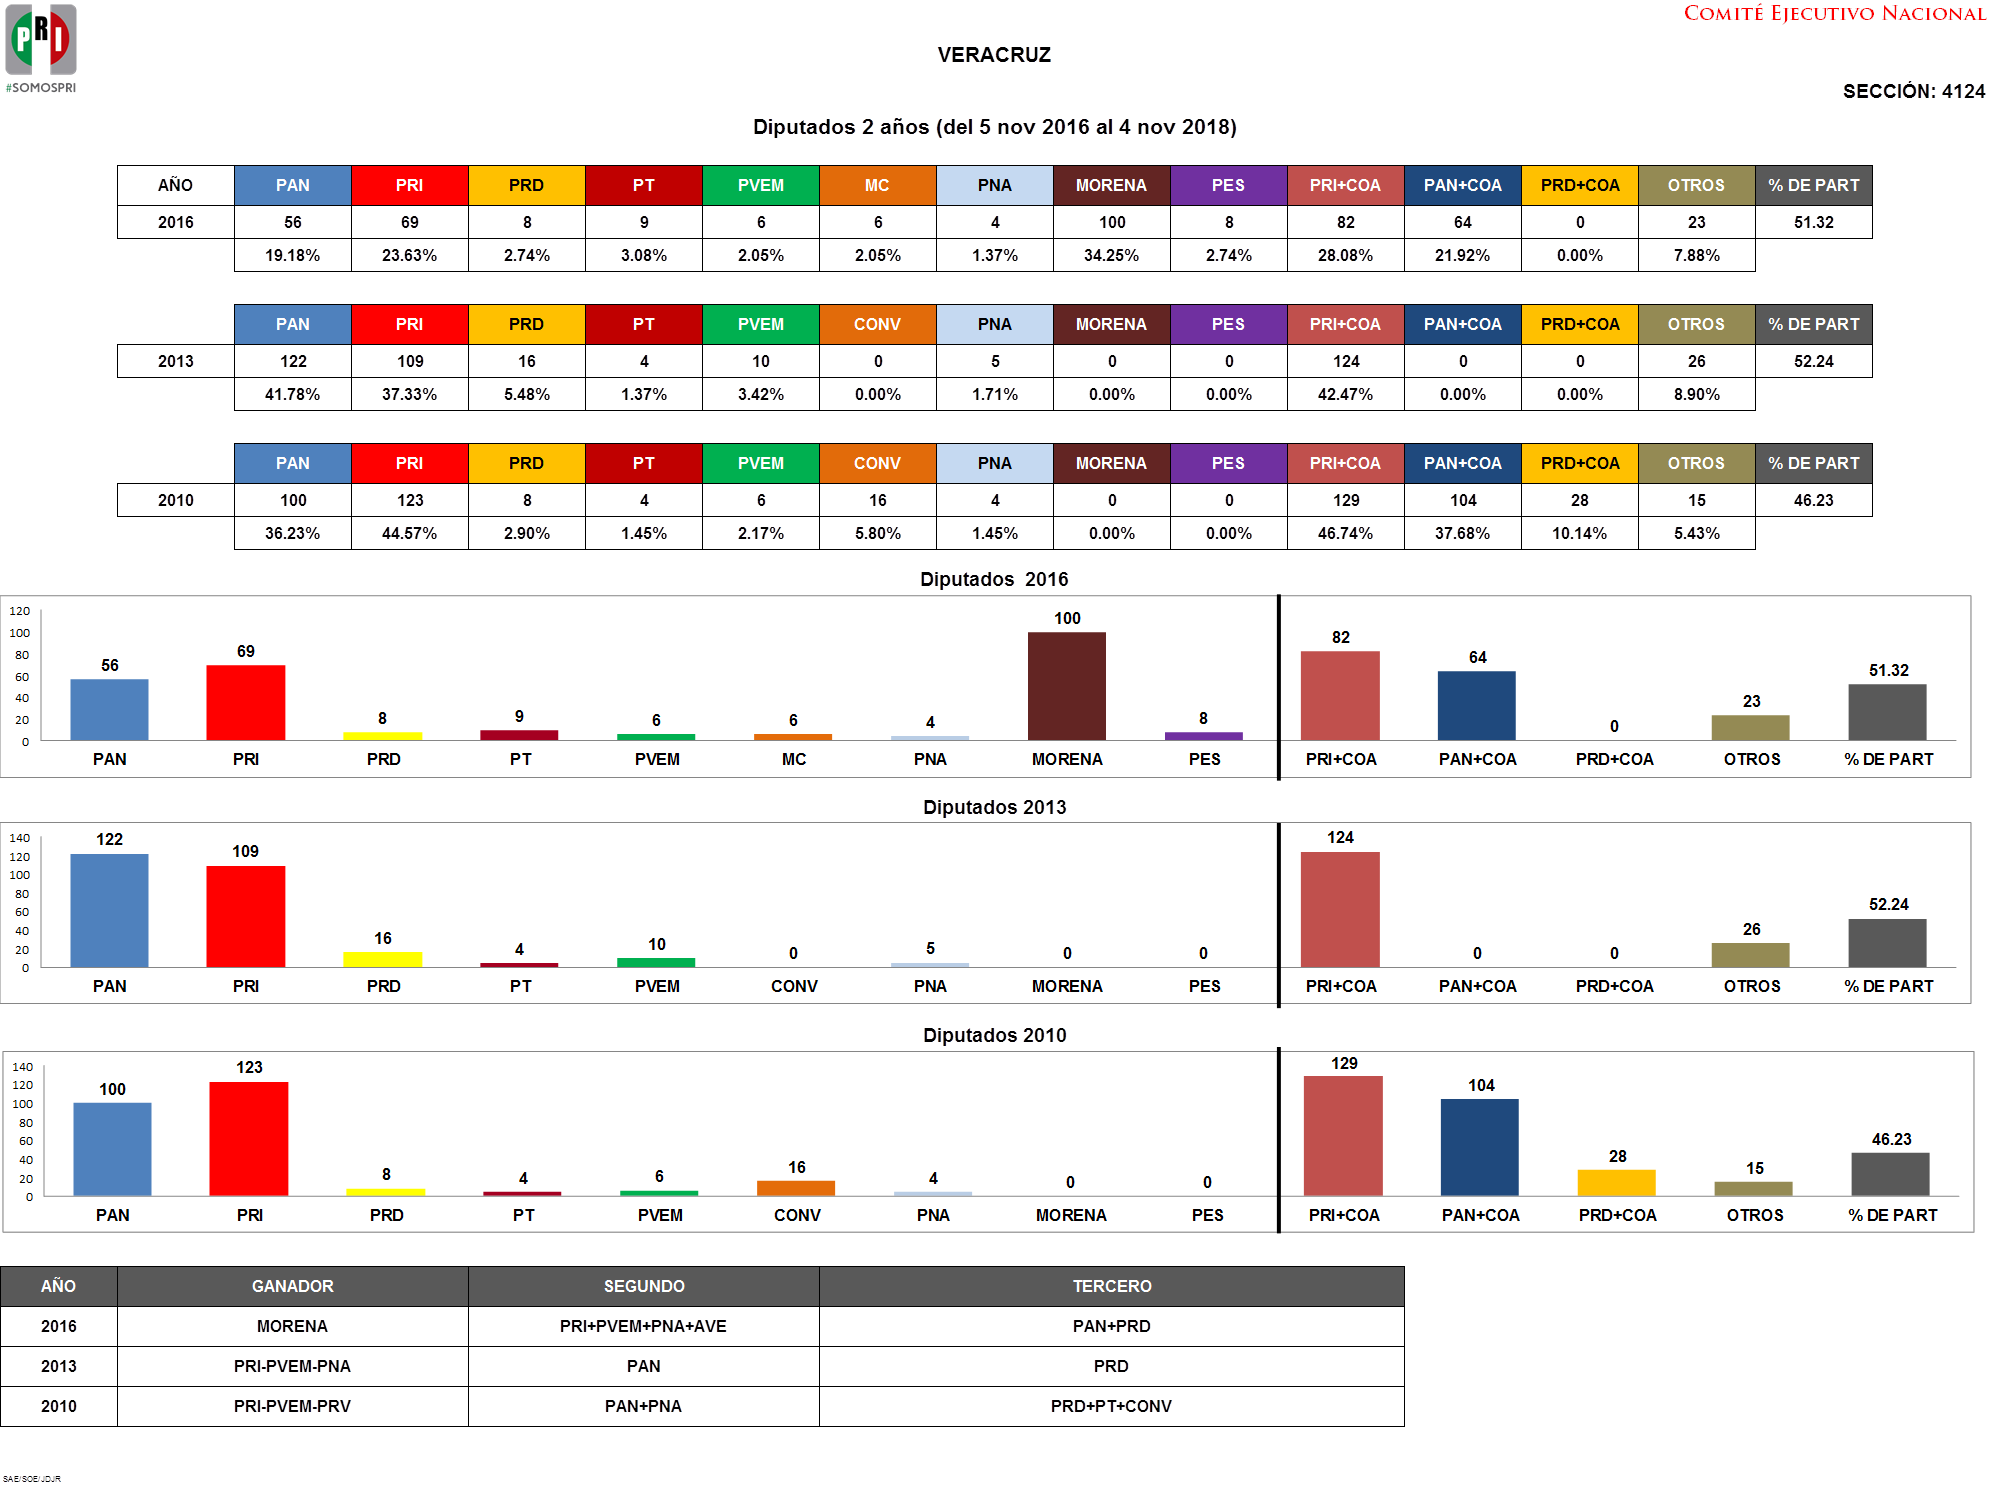 COMITÉ EJECUTIVO NACIONAL
PRI
#SOMOSPRI
VERACRUZ
SECCIÓN: 4124
Diputados 2 años (del 5 nov 2016 al 4 nov 2018)
AÑO PAN PRI PRD PT PVEM MC PNA MORENA PES PRI+COA PAN+COA PRD+COA OTROS % DE PART
2016 56 69 8 9 6 6 4 100 8 82 64 0 23 51.32
19.18% 23.63% 2.74% 3.08% 2.05% 2.05% 1.37% 34.25% 2.74% 28.08% 21.92% 0.00% 7.88%
PAN PRI PRD PT PVEM CONV PNA MORENA PES PRI+COA PAN+COA PRD+COA OTROS % DE PART
2013 122 109 16 4 10 0 5 0 0 124 0 0 26 52.24
41.78% 37.33% 5.48% 1.37% 3.42% 0.00% 1.71% 0.00% 0.00% 42.47% 0.00% 0.00% 8.90%
PAN PRI PRD PT PVEM CONV PNA MORENA PES PRI+COA PAN+COA PRD+COA OTROS % DE PART
2010 100 123 8 4 6 16 4 0 0 129 104 28 15 46.23
36.23% 44.57% 2.90% 1.45% 2.17% 5.80% 1.45% 0.00% 0.00% 46.74% 37.68% 10.14% 5.43%
Diputados 2016
120
100
80
60
40
20
0
56 69 8 9 6 6 4 100 8 82 64 0 23 51.32
PAN PRI PRD PT PVEM MC PNA MORENA PES PRI+COA PAN+COA PRD+COA OTROS % DE PART
Diputados 2013
140
120
100
80
60
40
20
0
122 109 16 4 10 0 5 0 0 124 0 0 26 52.24
PAN PRI PRD PT PVEM CONV PNA MORENA PES PRI+COA PAN+COA PRD+COA OTROS % DE PART
Diputados 2010
140
120
100
80
60
40
20
0
100 123 8 4 6 16 4 0 0 129 104 28 15 46.23
PAN PRI PRD PT PVEM CONV PNA MORENA PES PRI+COA PAN+COA PRD+COA OTROS % DE PART
AÑO GANADOR SEGUNDO TERCERO
2016 MORENA PRI+PVEM+PNA+AVE PAN+PRD
2013 PRI-PVEM-PNA PAN PRD
2010 PRI-PVEM-PRV PAN+PNA PRD+PT+CONV
SAE/SOE/JDJR